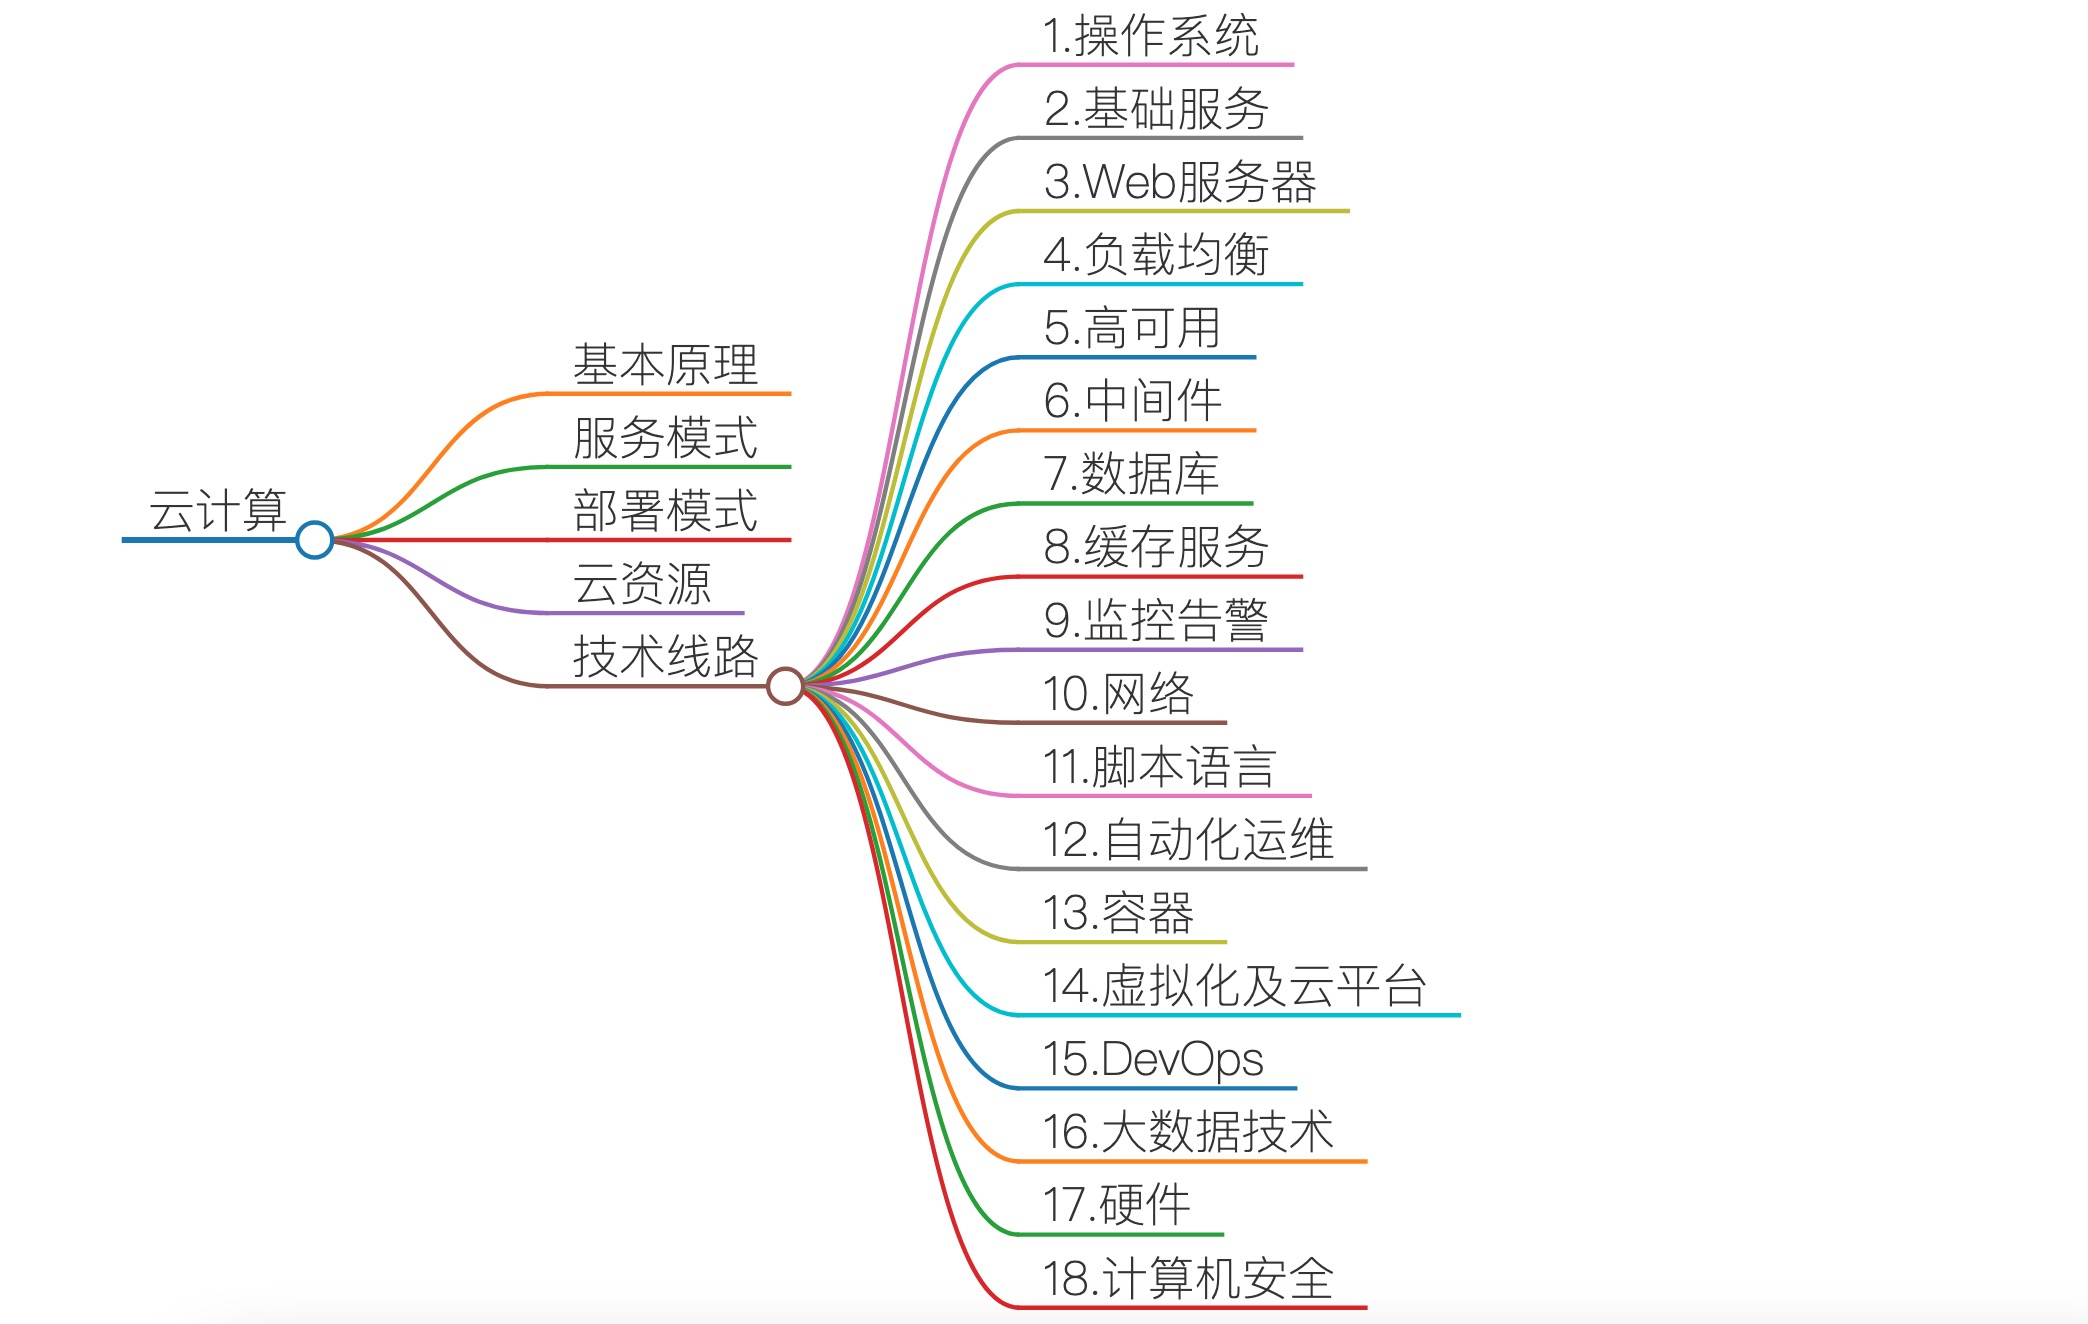 云计算
基本原理
服务模式
部署模式
云资源
技术线路
1.操作系统
2.基础服务
3.Web服务器
4.负载均衡
5.高可用
6.中间件
7.数据库
8.缓存服务
9.监控告警
10.网络
11.脚本语言
12.自动化运维
13.容器
14.虚拟化及云平台
15.DevOps
16.大数据技术
17.硬件
18.计算机安全